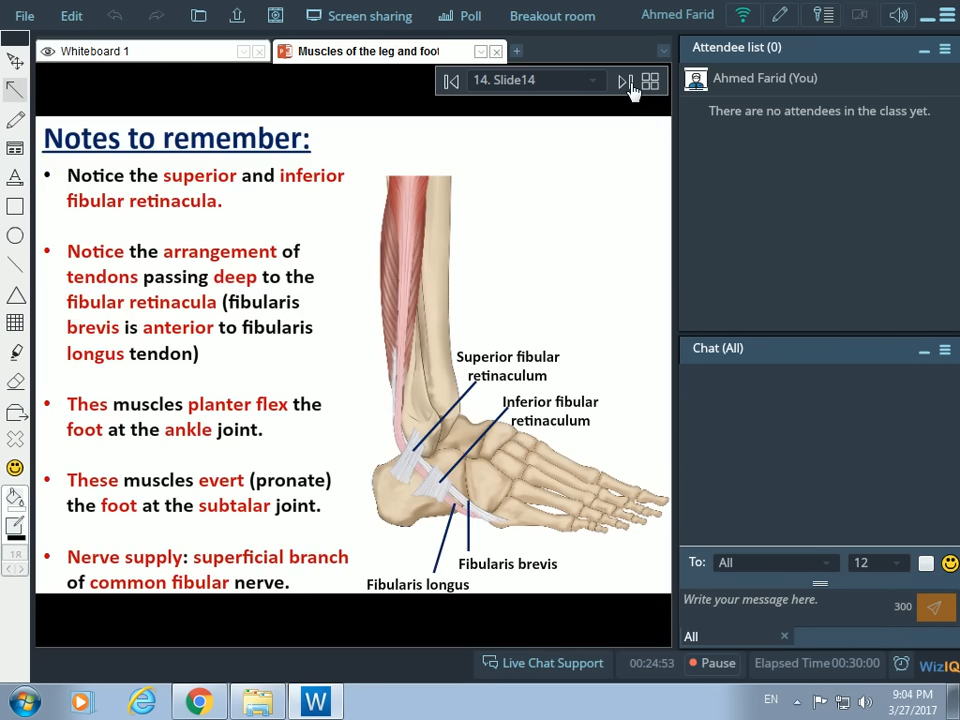 File
Edit
Screen sharing
Poll
Breakout room
Ahmed Farid
Whiteboard 1
Muscles of the leg and foot
14. Slide14
Attendee list (0)
Ahmed Farid (You)
There are no attendees in the class yet.
Notes to remember:
• Notice the superior and inferior
fibular retinacula.
• Notice the arrangement of
tendons passing deep to the
fibular retinacula (fibularis
brevis is anterior to fibularis
longus tendon)
• Thes muscles planter flex the
foot at the ankle joint.
• These muscles evert (pronate)
the foot at the subtalar joint.
• Nerve supply: superficial branch
of common fibular nerve.
Superior fibular
retinaculum
Inferior fibular
retinaculum
Fibularis brevis
Fibularis longus
Chat (All)
To:
All
12
Write your message here.
300
All
Live Chat Support
00:24:53
Pause
Elapsed Time 00:30:00
WizIQ
EN
9:04 PM
3/27/2017